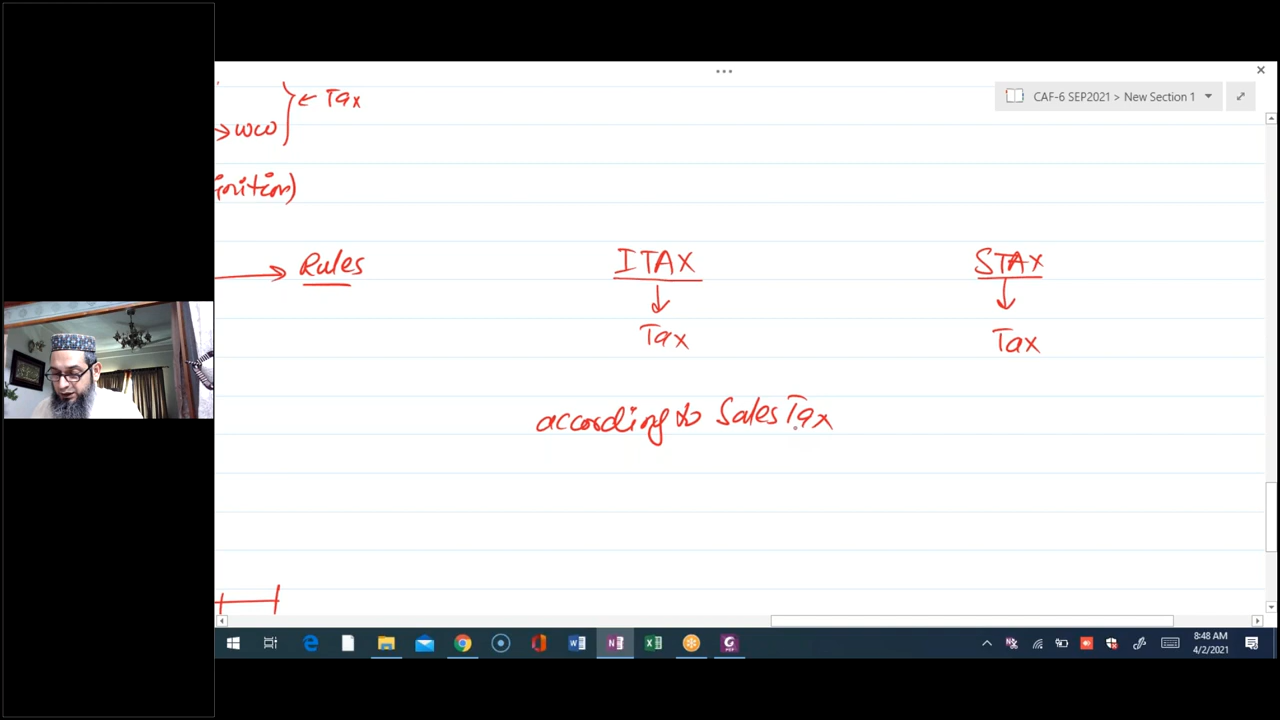 CAF-6 SEP2021 > New Section 1
← Tax
→ WCO
inition)
→ Rules
ITAX
STAX
↓
↓
Tax
Tax
according to Sales Tax
8:48 AM
4/2/2021